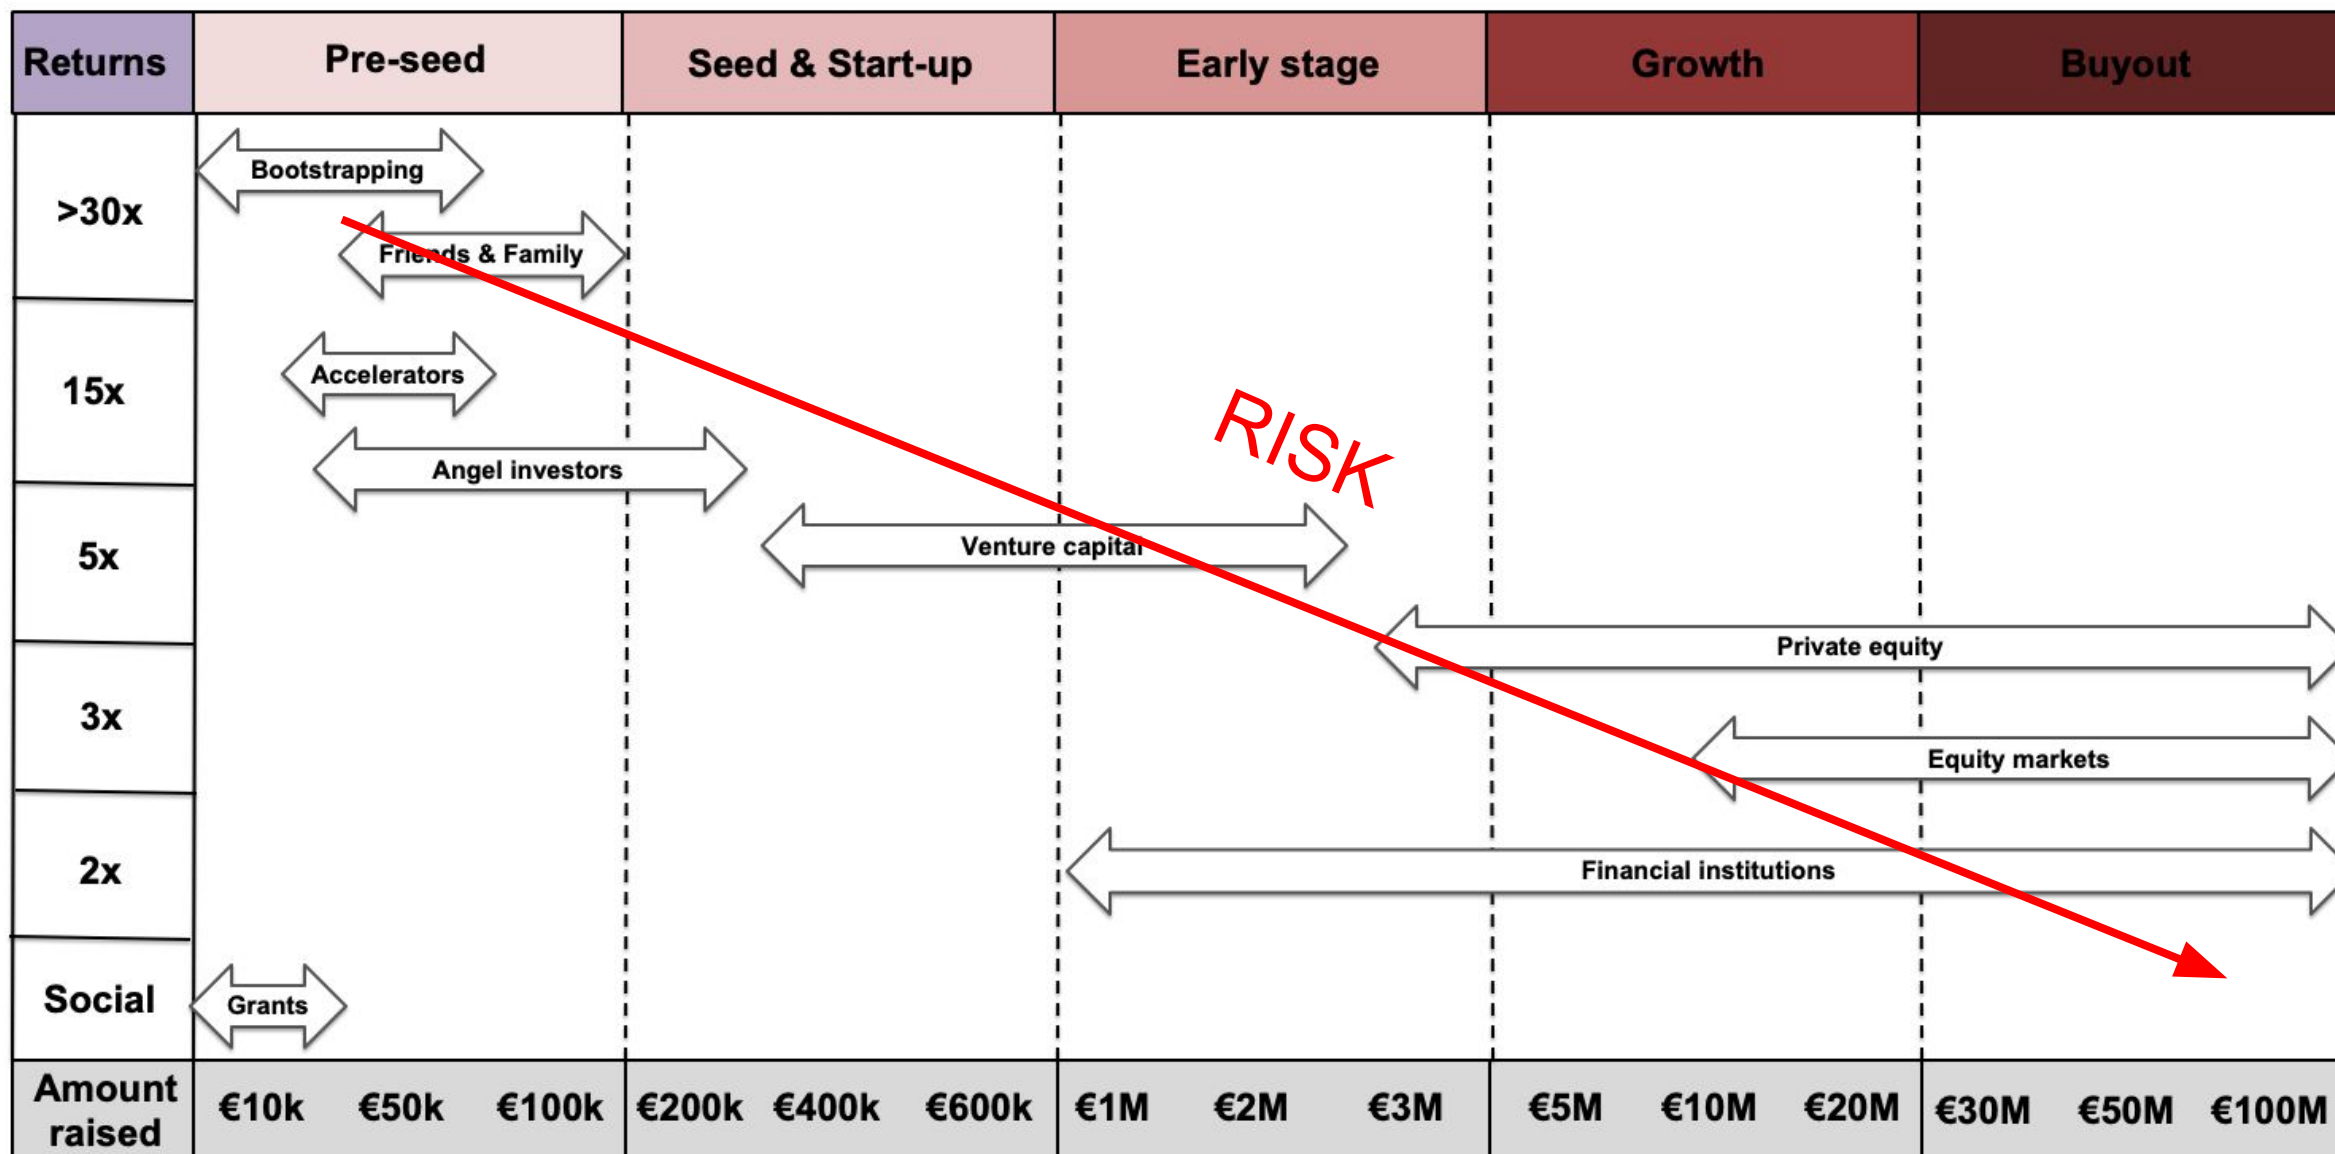 Returns Pre-seed Seed & Start-up Early stage Growth Buyout
>30x
Bootstrapping
Friends & Family
15x
Accelerators
RISK
Angel investors
5x
Venture capital
Private equity
3x
Equity markets
2x
Financial institutions
Social
Grants
Amount
raised
€10k €50k €100k €200k €400k €600k €1M €2M €3M €5M €10M €20M €30M €50M €100M